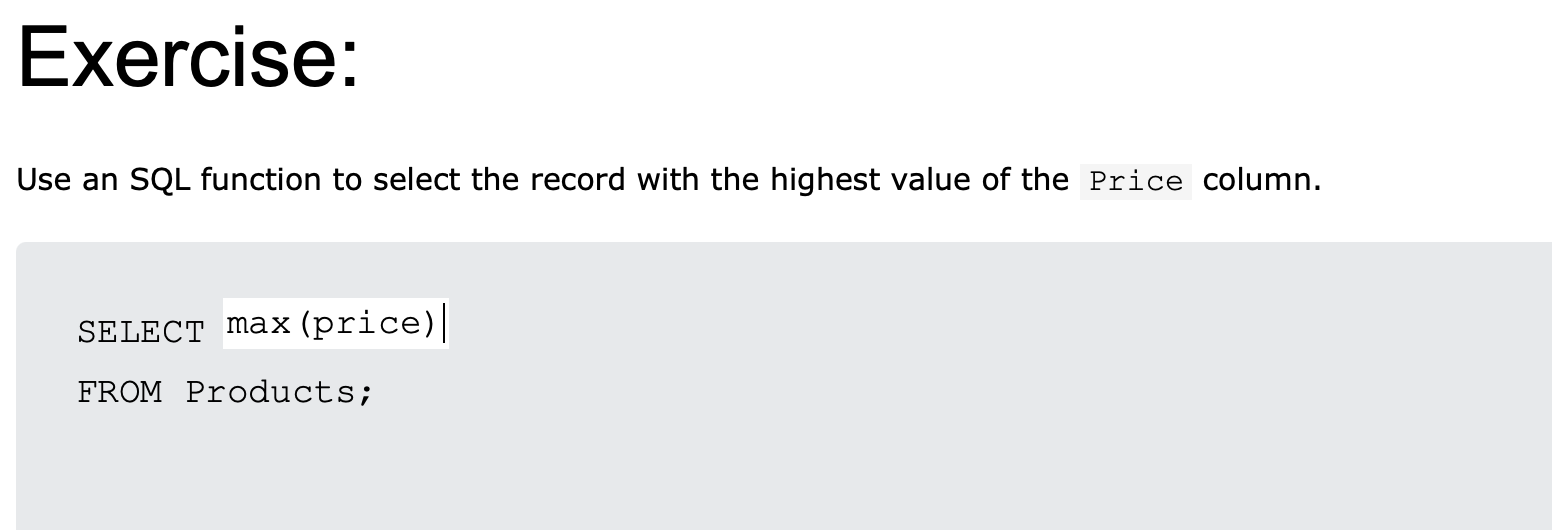 Exercise:
Use an SQL function to select the record with the highest value of the Price column.
SELECT max(price)
FROM Products;